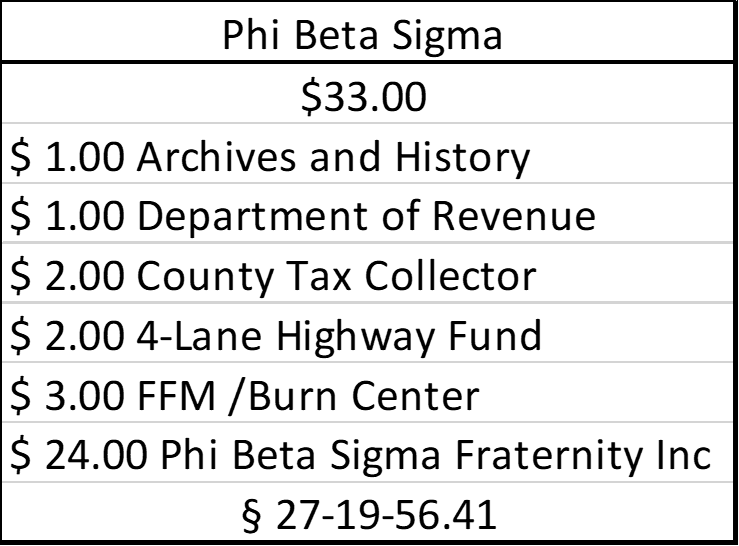 Phi Beta Sigma
$33.00
$ 1.00 Archives and History
$ 1.00 Department of Revenue
$ 2.00 County Tax Collector
$ 2.00 4-Lane Highway Fund
$ 3.00 FFM /Burn Center
$ 24.00 Phi Beta Sigma Fraternity Inc
§ 27-19-56.41